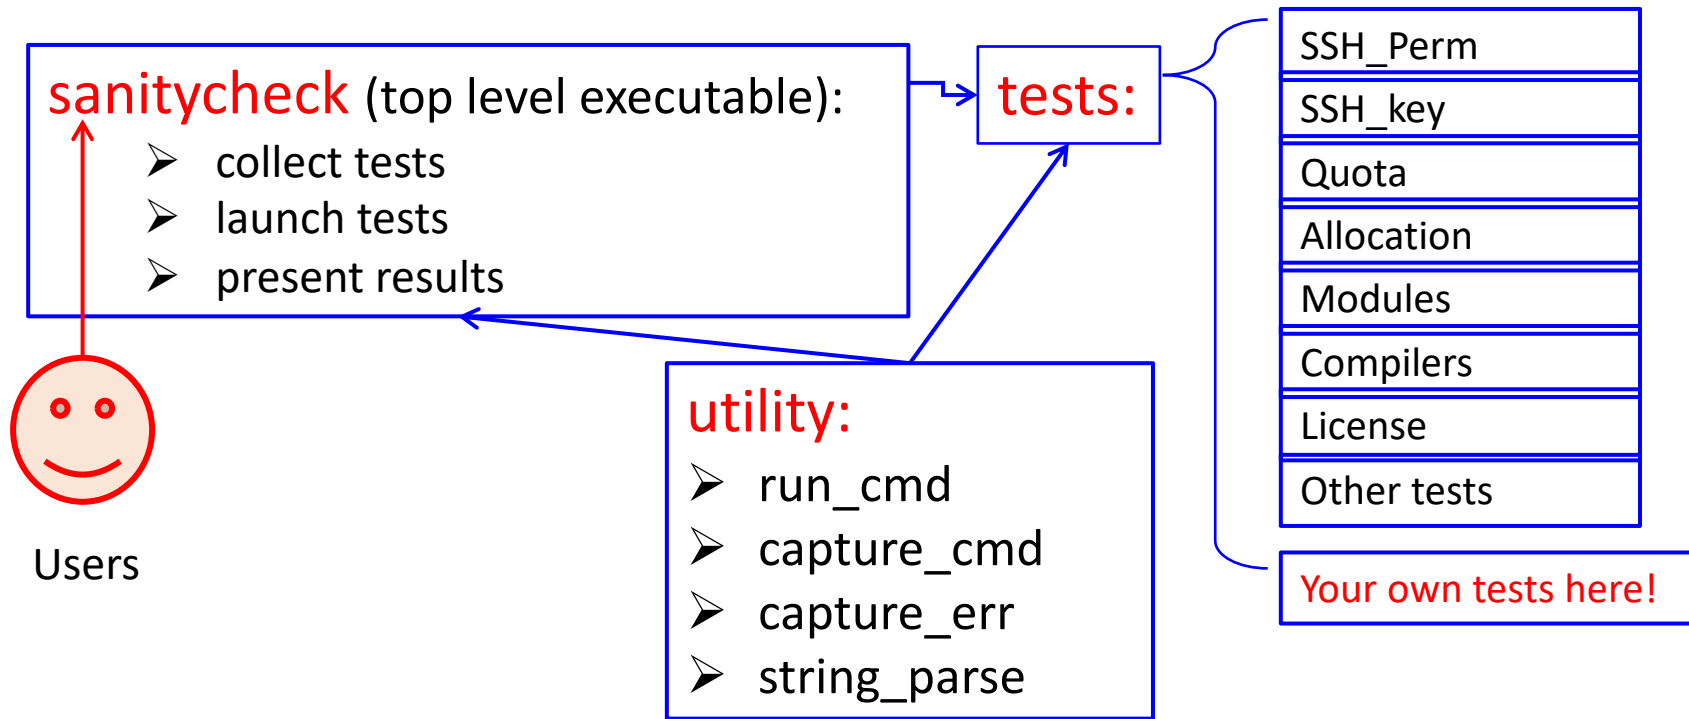 sanitycheck (top level executable):
➢ collect tests
➢ launch tests
➢ present results
Users
utility:
➢ run_cmd
➢ capture_cmd
➢ capture_err
➢ string_parse
tests:
SSH_Perm
SSH_key
Quota
Allocation
Modules
Compilers
License
Other tests
Your own tests here!